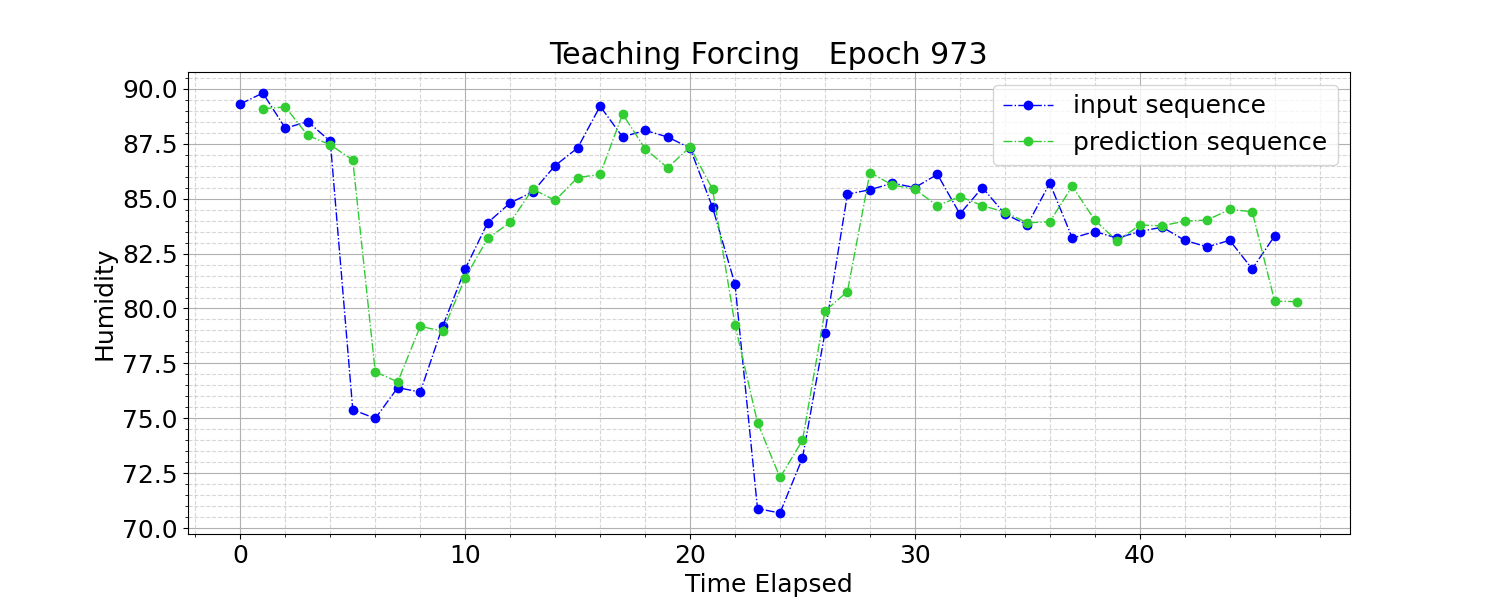 Teaching Forcing   Epoch 973
input sequence
prediction sequence
Humidity
90.0
87.5
85.0
82.5
80.0
77.5
75.0
72.5
70.0
0 10 20 30 40
Time Elapsed